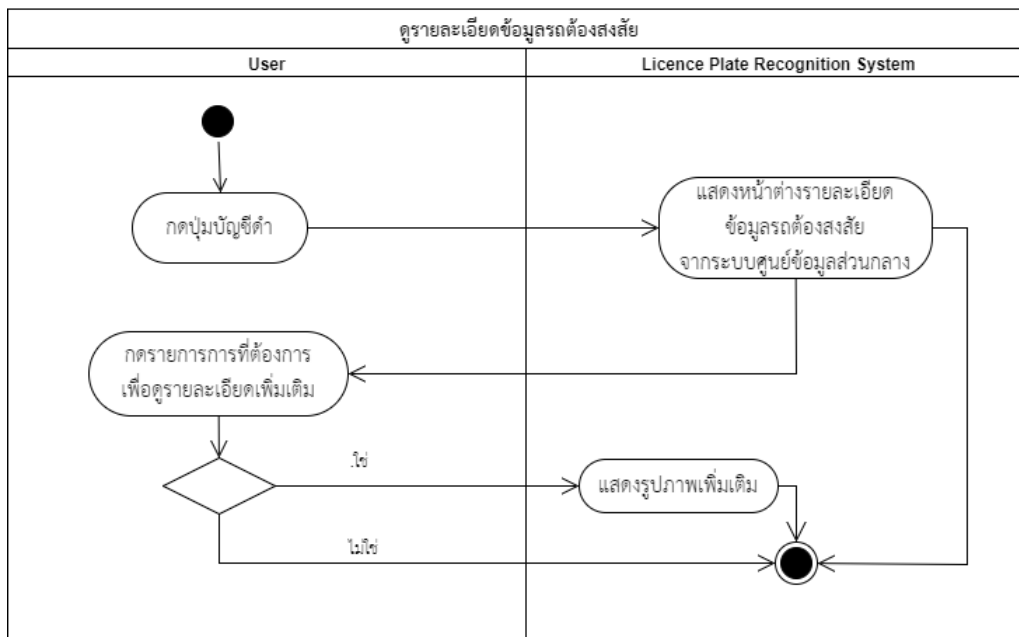 ดูรายละเอียดข้อมูลรถต้องสงสัย
User
Licence Plate Recognition System
กดปุ่มบัญชีดำ
แสดงหน้าต่างรายละเอียด
ข้อมูลรถต้องสงสัย
จากระบบศูนย์ข้อมูลส่วนกลาง
กดรายการการที่ต้องการ
เพื่อดูรายละเอียดเพิ่มเติม
.ใช่
แสดงรูปภาพเพิ่มเติม
ไม่ใช่